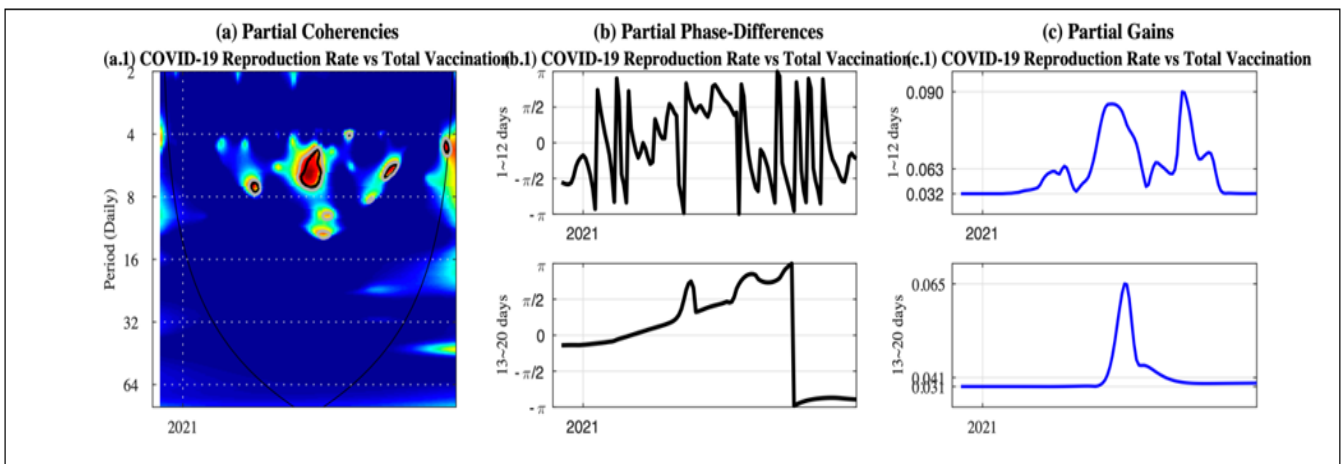 (a) Partial Coherencies
(a.1) COVID-19 Reproduction Rate vs Total Vaccination
2
4
8
16
32
64
Period (Daily)
2021
(b) Partial Phase-Differences
(b.1) COVID-19 Reproduction Rate vs Total Vaccination
π
π/2
0
-π/2
-π
1~12 days
2021
π
π/2
0
-π/2
-π
13~20 days
2021
(c) Partial Gains
(c.1) COVID-19 Reproduction Rate vs Total Vaccination
0.090
0.063
0.032
1~12 days
2021
0.065
0.041
0.031
13~20 days
2021